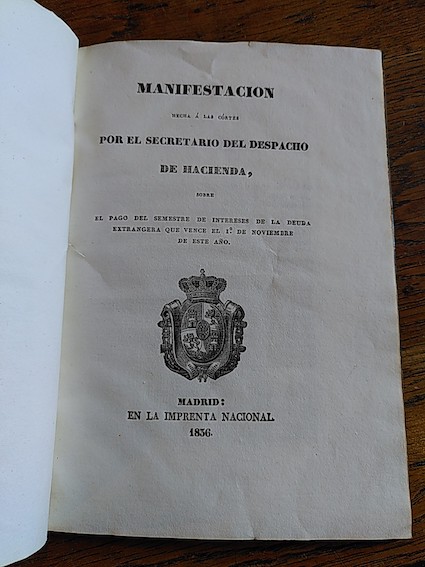 MANIFESTACION
HECHA Á LAS CÓRTES
POR EL SECRETARIO DEL DESPACHO
DE HACIENDA,
SOBRE
EL PAGO DEL SEMESTRE DE INTERESES DE LA DEUDA
EXTRANGERA QUE VENCE EL 1.º DE NOVIEMBRE
DE ESTE AÑO.
MADRID:
EN LA IMPRENTA NACIONAL.
1836.